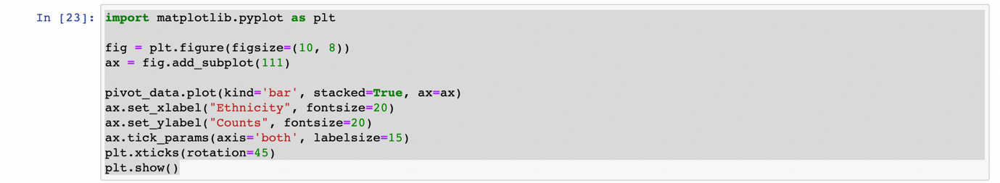 In [23]: import matplotlib.pyplot as plt
fig = plt.figure(figsize=(10, 8))
ax = fig.add_subplot(111)
pivot_data.plot(kind='bar', stacked=True, ax=ax)
ax.set_xlabel("Ethnicity", fontsize=20)
ax.set_ylabel("Counts", fontsize=20)
ax.tick_params(axis='both', labelsize=15)
plt.xticks(rotation=45)
plt.show()